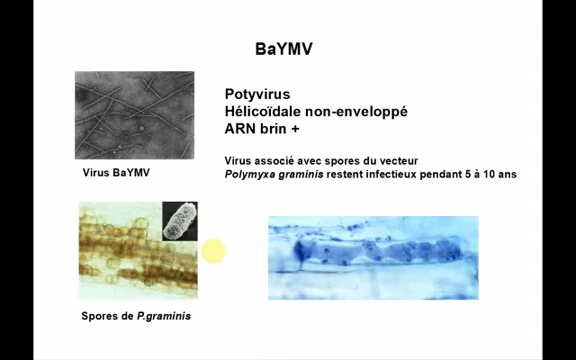 BaYMV
Potyvirus
Hélicoïdale non-enveloppé
ARN brin +
Virus BaYMV
Virus associé avec spores du vecteur
Polymyxa graminis restent infectieux pendant 5 à 10 ans
Spores de P.graminis